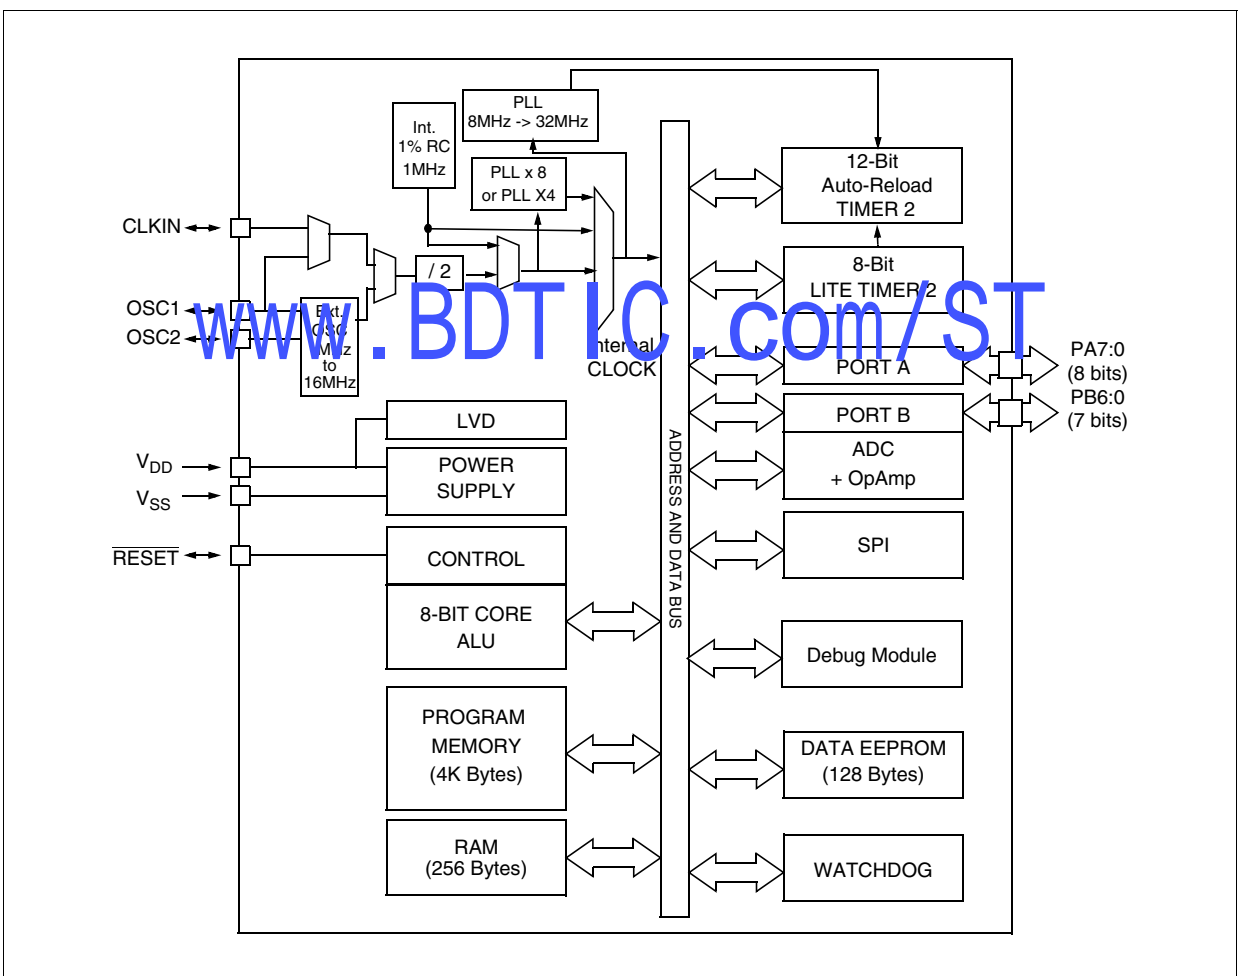 PLL
8MHz -> 32MHz
Int.
1% RC
1MHz
PLL x 8
or PLL X4
12-Bit
Auto-Reload
TIMER 2
CLKIN
/ 2
8-Bit
LITE TIMER 2
OSC1
OSC2
Ext.
OSC
to
16MHz
www.BDTIC.com/ST
Internal
CLOCK
PORT A
PA7:0
(8 bits)
PORT B
PB6:0
(7 bits)
LVD
ADC
+ OpAmp
VDD
VSS
POWER
SUPPLY
ADDRESS AND DATA BUS
RESET
CONTROL
SPI
8-BIT CORE
ALU
Debug Module
PROGRAM
MEMORY
(4K Bytes)
DATA EEPROM
(128 Bytes)
RAM
(256 Bytes)
WATCHDOG